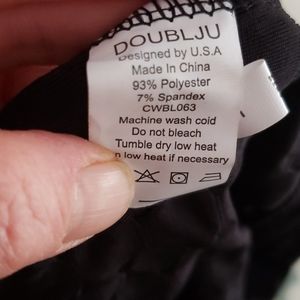 DOUBLJU
Designed by U.S.A
Made in China
93% Polyester
7% Spandex
CWBL063
Machine wash cold
Do not bleach
Tumble dry low heat
n low heat if necessary